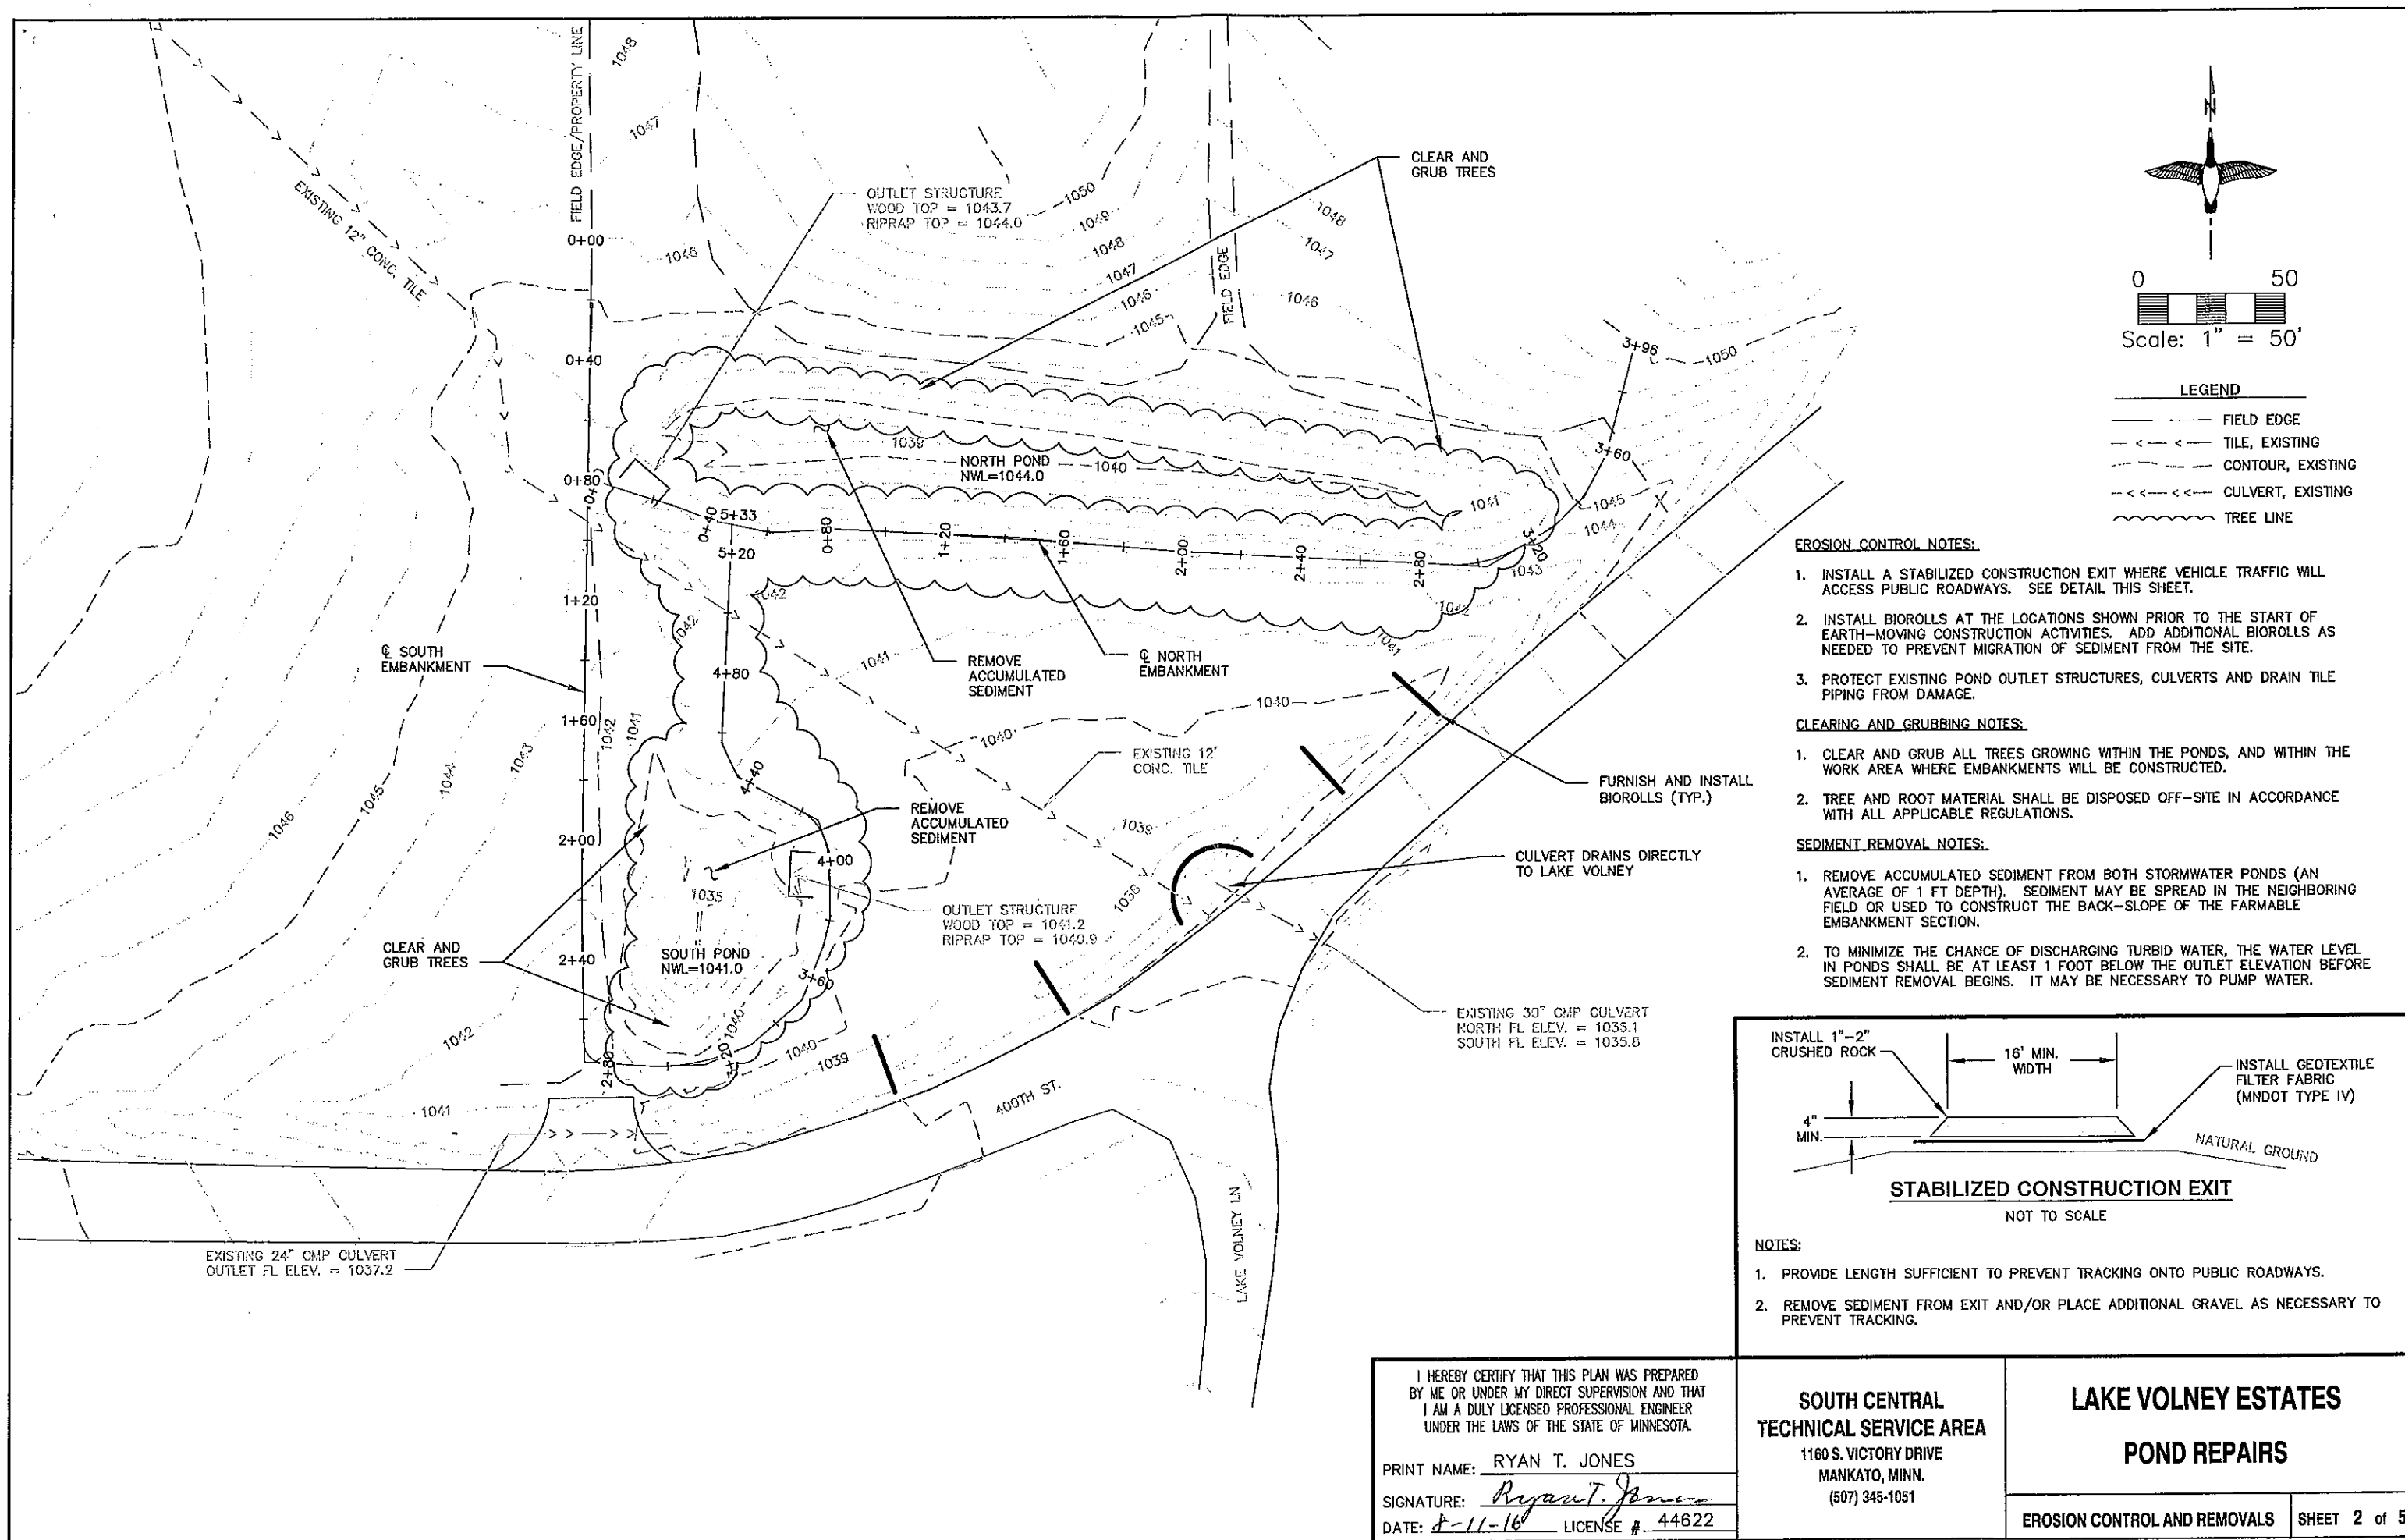 FIELD EDGE/PROPERTY LINE
1048
1047
1046
EXISTING 12" CONC. TILE
OUTLET STRUCTURE
WOOD TOP = 1043.7
RIPRAP TOP = 1044.0
1050
1049
1048
1047
1046
1045
CLEAR AND
GRUB TREES
1048
1047
1046
FIELD EDGE
0+00
0+40
0+80
1+20
1+60
2+00
2+40
2+80
3+20
3+60
4+00
4+40
4+80
5+20
5+33
0+40
0+80
1+20
1+60
2+00
2+40
2+80
3+20
3+60
3+96
1050
1045
1044
1043
1042
1041
1039
NORTH POND
NWL=1044.0
1040
1041
1042
1042
1041
1040
1040
1039
1038
℄ SOUTH
EMBANKMENT
REMOVE
ACCUMULATED
SEDIMENT
℄ NORTH
EMBANKMENT
EXISTING 12"
CONC. TILE
REMOVE
ACCUMULATED
SEDIMENT
FURNISH AND INSTALL
BIOROLLS (TYP.)
CULVERT DRAINS DIRECTLY
TO LAKE VOLNEY
1042
1041
1046
1045
1044
1043
1042
1041
1035
OUTLET STRUCTURE
WOOD TOP = 1041.2
RIPRAP TOP = 1040.9
CLEAR AND
GRUB TREES
SOUTH POND
NWL=1041.0
1040
1040
1039
EXISTING 30" CMP CULVERT
NORTH FL ELEV. = 1036.1
SOUTH FL ELEV. = 1035.8
400TH ST.
LAKE VOLNEY LN
EXISTING 24" CMP CULVERT
OUTLET FL ELEV. = 1037.2
N
0 50
Scale: 1" = 50'
LEGEND
FIELD EDGE
TILE, EXISTING
CONTOUR, EXISTING
CULVERT, EXISTING
TREE LINE
EROSION CONTROL NOTES:
1. INSTALL A STABILIZED CONSTRUCTION EXIT WHERE VEHICLE TRAFFIC WILL
ACCESS PUBLIC ROADWAYS. SEE DETAIL THIS SHEET.
2. INSTALL BIOROLLS AT THE LOCATIONS SHOWN PRIOR TO THE START OF
EARTH-MOVING CONSTRUCTION ACTIVITIES. ADD ADDITIONAL BIOROLLS AS
NEEDED TO PREVENT MIGRATION OF SEDIMENT FROM THE SITE.
3. PROTECT EXISTING POND OUTLET STRUCTURES, CULVERTS AND DRAIN TILE
PIPING FROM DAMAGE.
CLEARING AND GRUBBING NOTES:
1. CLEAR AND GRUB ALL TREES GROWING WITHIN THE PONDS, AND WITHIN THE
WORK AREA WHERE EMBANKMENTS WILL BE CONSTRUCTED.
2. TREE AND ROOT MATERIAL SHALL BE DISPOSED OFF-SITE IN ACCORDANCE
WITH ALL APPLICABLE REGULATIONS.
SEDIMENT REMOVAL NOTES:
1. REMOVE ACCUMULATED SEDIMENT FROM BOTH STORMWATER PONDS (AN
AVERAGE OF 1 FT DEPTH). SEDIMENT MAY BE SPREAD IN THE NEIGHBORING
FIELD OR USED TO CONSTRUCT THE BACK-SLOPE OF THE FARMABLE
EMBANKMENT SECTION.
2. TO MINIMIZE THE CHANCE OF DISCHARGING TURBID WATER, THE WATER LEVEL
IN PONDS SHALL BE AT LEAST 1 FOOT BELOW THE OUTLET ELEVATION BEFORE
SEDIMENT REMOVAL BEGINS. IT MAY BE NECESSARY TO PUMP WATER.
INSTALL 1"-2"
CRUSHED ROCK
16' MIN.
WIDTH
INSTALL GEOTEXTILE
FILTER FABRIC
(MNDOT TYPE IV)
4"
MIN.
NATURAL GROUND
STABILIZED CONSTRUCTION EXIT
NOT TO SCALE
NOTES:
1. PROVIDE LENGTH SUFFICIENT TO PREVENT TRACKING ONTO PUBLIC ROADWAYS.
2. REMOVE SEDIMENT FROM EXIT AND/OR PLACE ADDITIONAL GRAVEL AS NECESSARY TO
PREVENT TRACKING.
I HEREBY CERTIFY THAT THIS PLAN WAS PREPARED
BY ME OR UNDER MY DIRECT SUPERVISION AND THAT
I AM A DULY LICENSED PROFESSIONAL ENGINEER
UNDER THE LAWS OF THE STATE OF MINNESOTA.
PRINT NAME: RYAN T. JONES
SIGNATURE: Ryan T. Jones
DATE: 8-11-16 LICENSE # 44622
SOUTH CENTRAL
TECHNICAL SERVICE AREA
1160 S. VICTORY DRIVE
MANKATO, MINN.
(507) 345-1051
LAKE VOLNEY ESTATES
POND REPAIRS
EROSION CONTROL AND REMOVALS
SHEET 2 of 5